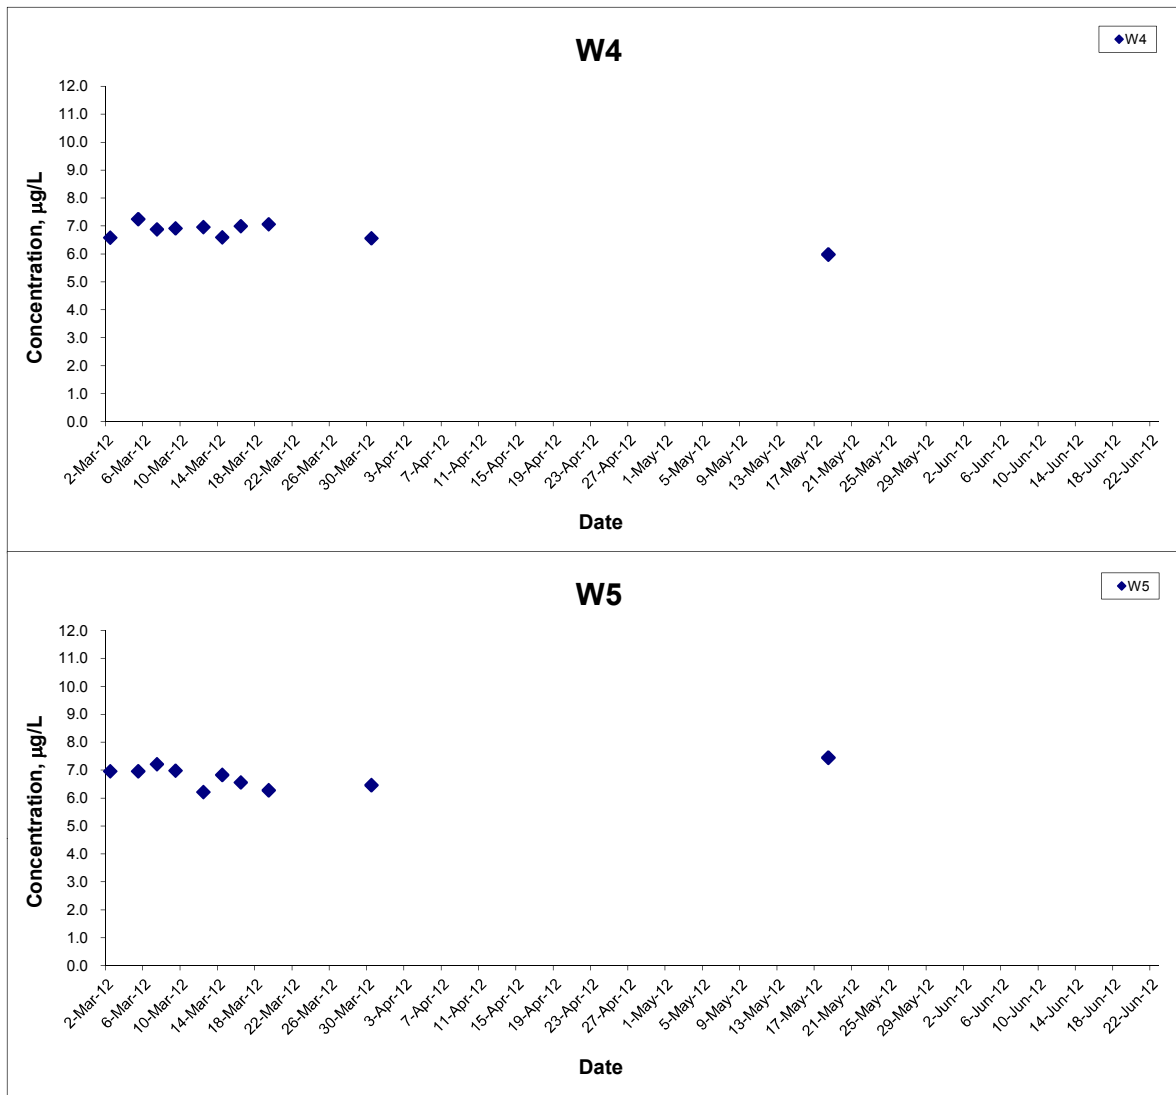 W4
W4
12.0
11.0
10.0
9.0
8.0
7.0
6.0
5.0
4.0
3.0
2.0
1.0
0.0
Concentration, µg/L
2-Mar-12
6-Mar-12
10-Mar-12
14-Mar-12
18-Mar-12
22-Mar-12
26-Mar-12
30-Mar-12
3-Apr-12
7-Apr-12
11-Apr-12
15-Apr-12
19-Apr-12
23-Apr-12
27-Apr-12
1-May-12
5-May-12
9-May-12
13-May-12
17-May-12
21-May-12
25-May-12
29-May-12
2-Jun-12
6-Jun-12
10-Jun-12
14-Jun-12
18-Jun-12
22-Jun-12
Date
W5
W5
12.0
11.0
10.0
9.0
8.0
7.0
6.0
5.0
4.0
3.0
2.0
1.0
0.0
Concentration, µg/L
2-Mar-12
6-Mar-12
10-Mar-12
14-Mar-12
18-Mar-12
22-Mar-12
26-Mar-12
30-Mar-12
3-Apr-12
7-Apr-12
11-Apr-12
15-Apr-12
19-Apr-12
23-Apr-12
27-Apr-12
1-May-12
5-May-12
9-May-12
13-May-12
17-May-12
21-May-12
25-May-12
29-May-12
2-Jun-12
6-Jun-12
10-Jun-12
14-Jun-12
18-Jun-12
22-Jun-12
Date